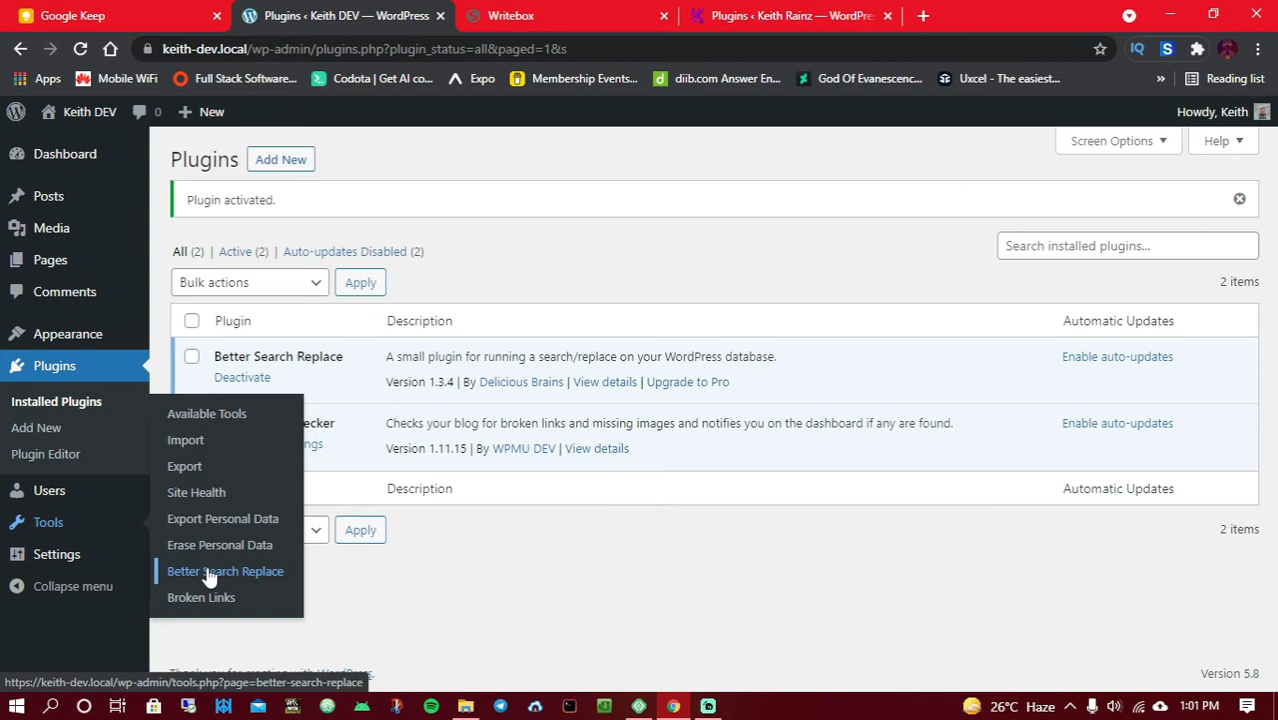 Google Keep
Plugins ‹ Keith DEV — WordPress
Writebox
Plugins ‹ Keith Rainz — WordPres
keith-dev.local/wp-admin/plugins.php?plugin_status=all&paged=1&s
Apps
Mobile WiFi
Full Stack Software...
Codota | Get AI co...
Expo
Membership Events...
diib.com Answer En...
God Of Evanescenc...
Uxcel - The easiest...
»
Reading list
Keith DEV
0
New
Howdy, Keith
Dashboard
Posts
Media
Pages
Comments
Appearance
Plugins
Installed Plugins
Add New
Plugin Editor
Users
Tools
Settings
Collapse menu
Available Tools
Import
Export
Site Health
Export Personal Data
Erase Personal Data
Better Search Replace
Broken Links
Screen Options
Help
Plugins
Add New
Plugin activated.
All (2) | Active (2) | Auto-updates Disabled (2)
Search installed plugins...
Bulk actions
Apply
2 items
Plugin
Description
Automatic Updates
Better Search Replace
Deactivate
A small plugin for running a search/replace on your WordPress database.
Version 1.3.4 | By Delicious Brains | View details | Upgrade to Pro
Enable auto-updates
ecker
ngs
Checks your blog for broken links and missing images and notifies you on the dashboard if any are found.
Version 1.11.15 | By WPMU DEV | View details
Enable auto-updates
Description
Automatic Updates
Apply
2 items
Version 5.8
https://keith-dev.local/wp-admin/tools.php?page=better-search-replace
26°C Haze
1:01 PM